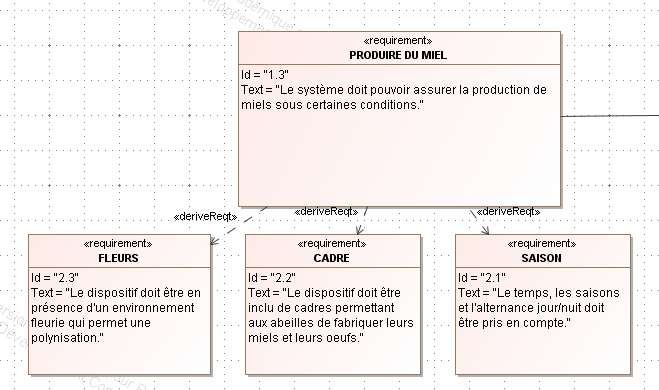 «requirement»
PRODUIRE DU MIEL
Id = "1.3"
Text = "Le système doit pouvoir assurer la production de
miels sous certaines conditions."
«deriveReqt»
«deriveReqt»
«deriveReqt»
«requirement»
FLEURS
Id = "2.3"
Text = "Le dispositif doit être en
présence d'un environnement
fleurie qui permet une
polynisation."
«requirement»
CADRE
Id = "2.2"
Text = "Le dispositif doit être
inclu de cadres permettant
aux abeilles de fabriquer leurs
miels et leurs oeufs."
«requirement»
SAISON
Id = "2.1"
Text = "Le temps, les saisons
et l'alternance jour/nuit doit
être pris en compte."